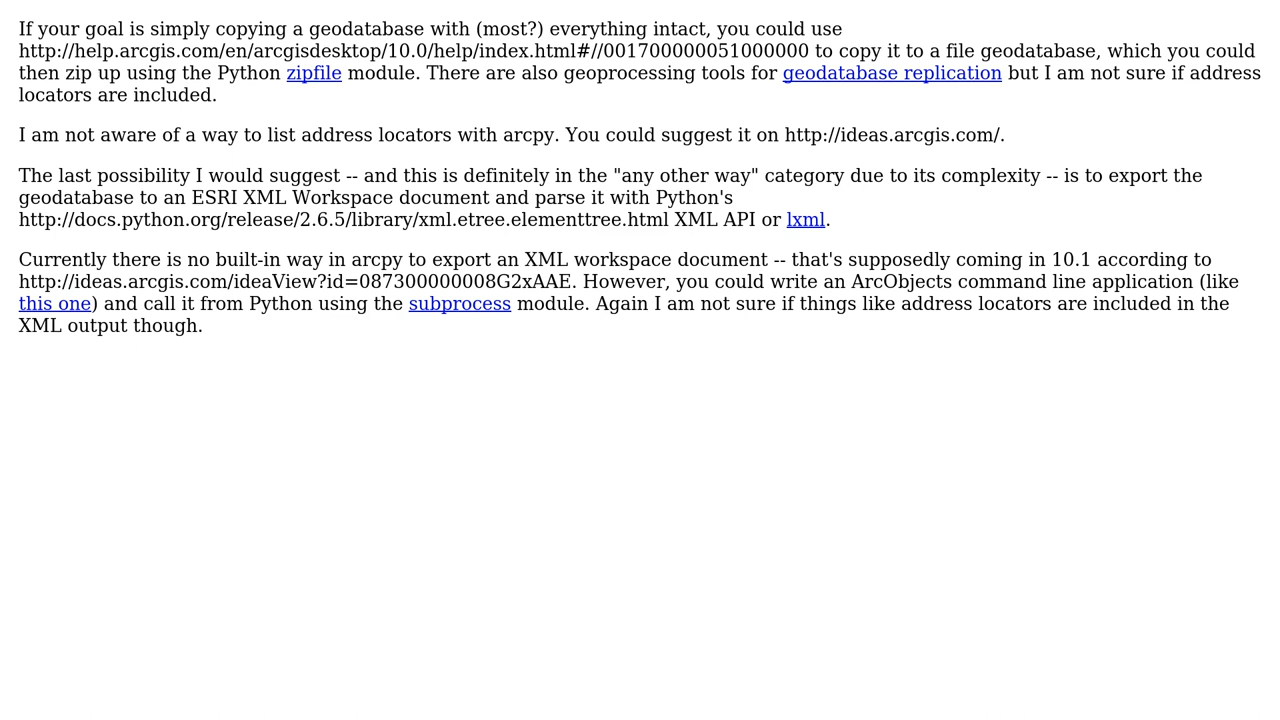 If your goal is simply copying a geodatabase with (most?) everything intact, you could use
http://help.arcgis.com/en/arcgisdesktop/10.0/help/index.html#//001700000051000000 to copy it to a file geodatabase, which you could
then zip up using the Python zipfile module. There are also geoprocessing tools for geodatabase replication but I am not sure if address
locators are included.
I am not aware of a way to list address locators with arcpy. You could suggest it on http://ideas.arcgis.com/.
The last possibility I would suggest -- and this is definitely in the "any other way" category due to its complexity -- is to export the
geodatabase to an ESRI XML Workspace document and parse it with Python's
http://docs.python.org/release/2.6.5/library/xml.etree.elementtree.html XML API or lxml.
Currently there is no built-in way in arcpy to export an XML workspace document -- that's supposedly coming in 10.1 according to
http://ideas.arcgis.com/ideaView?id=087300000008G2xAAE. However, you could write an ArcObjects command line application (like
this one) and call it from Python using the subprocess module. Again I am not sure if things like address locators are included in the
XML output though.